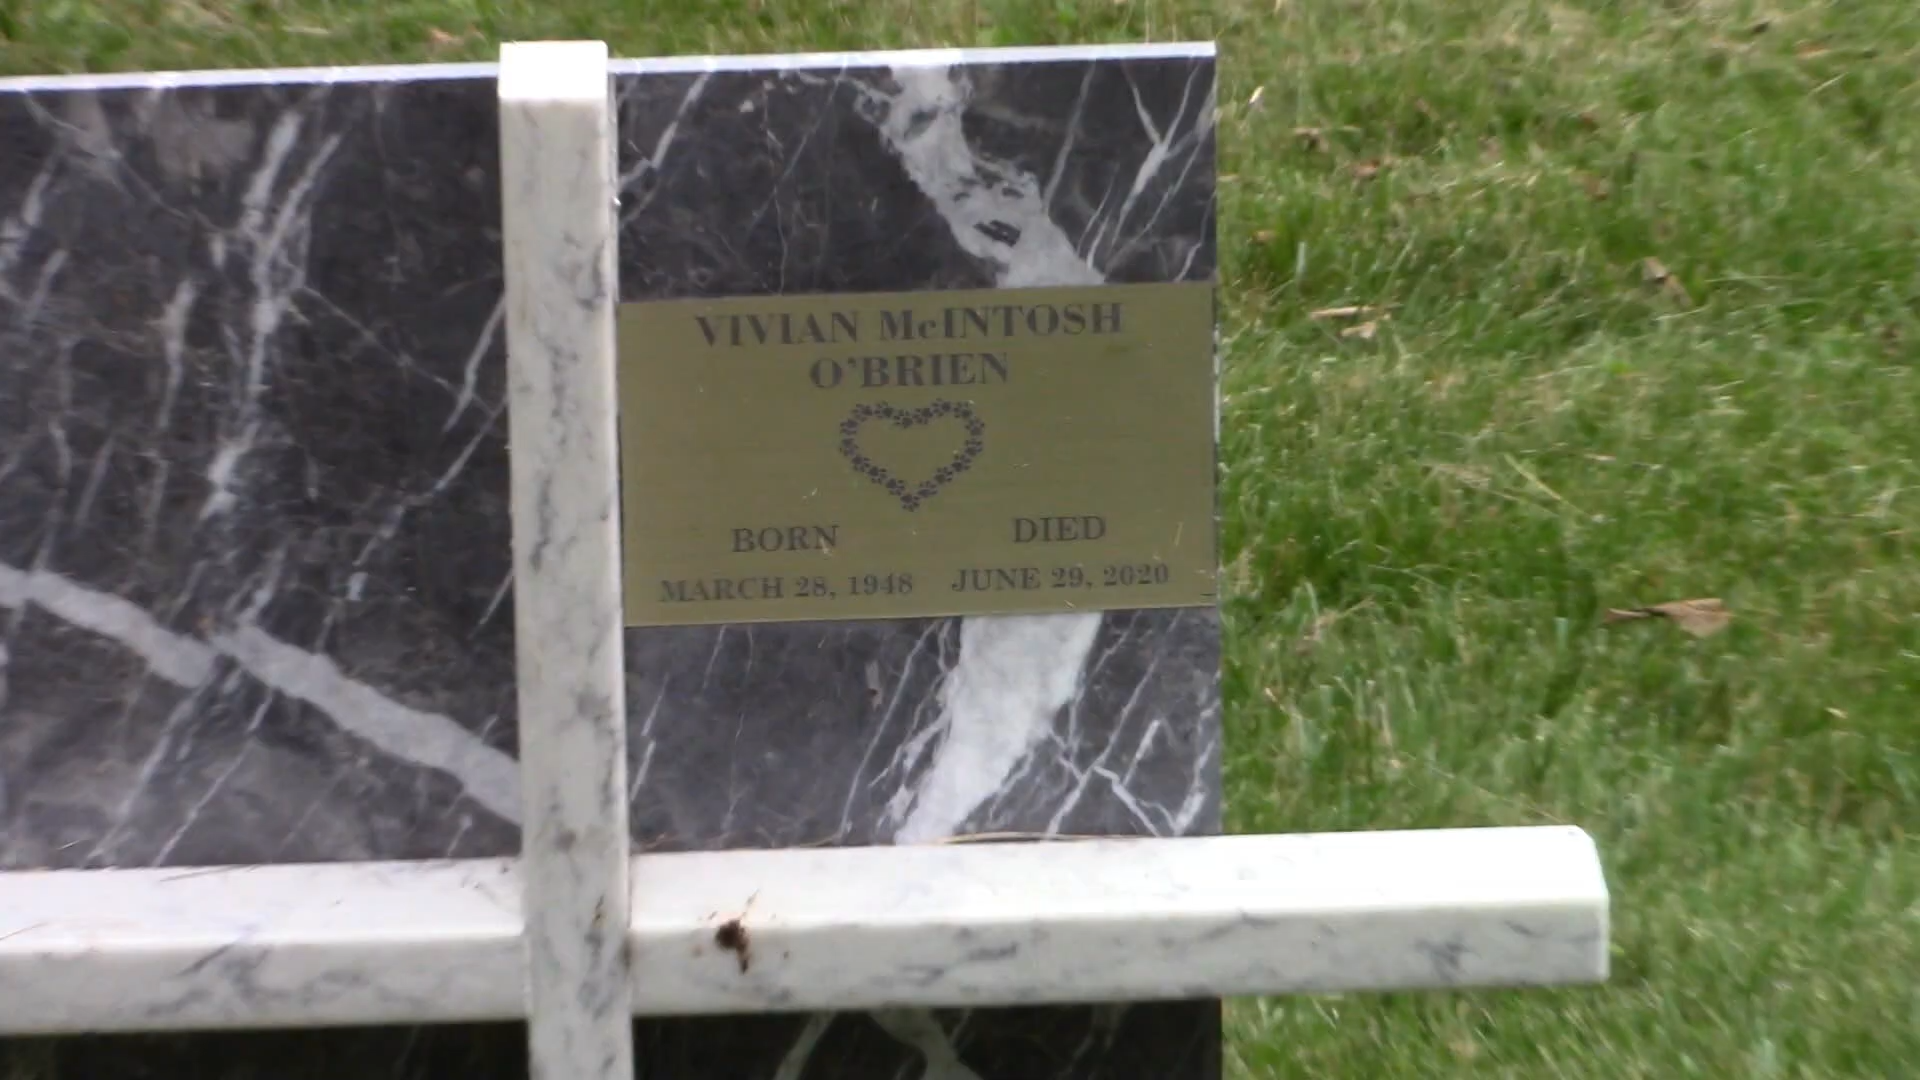 VIVIAN McINTOSH
O'BRIEN
BORN DIED
MARCH 28, 1948 JUNE 29, 2020